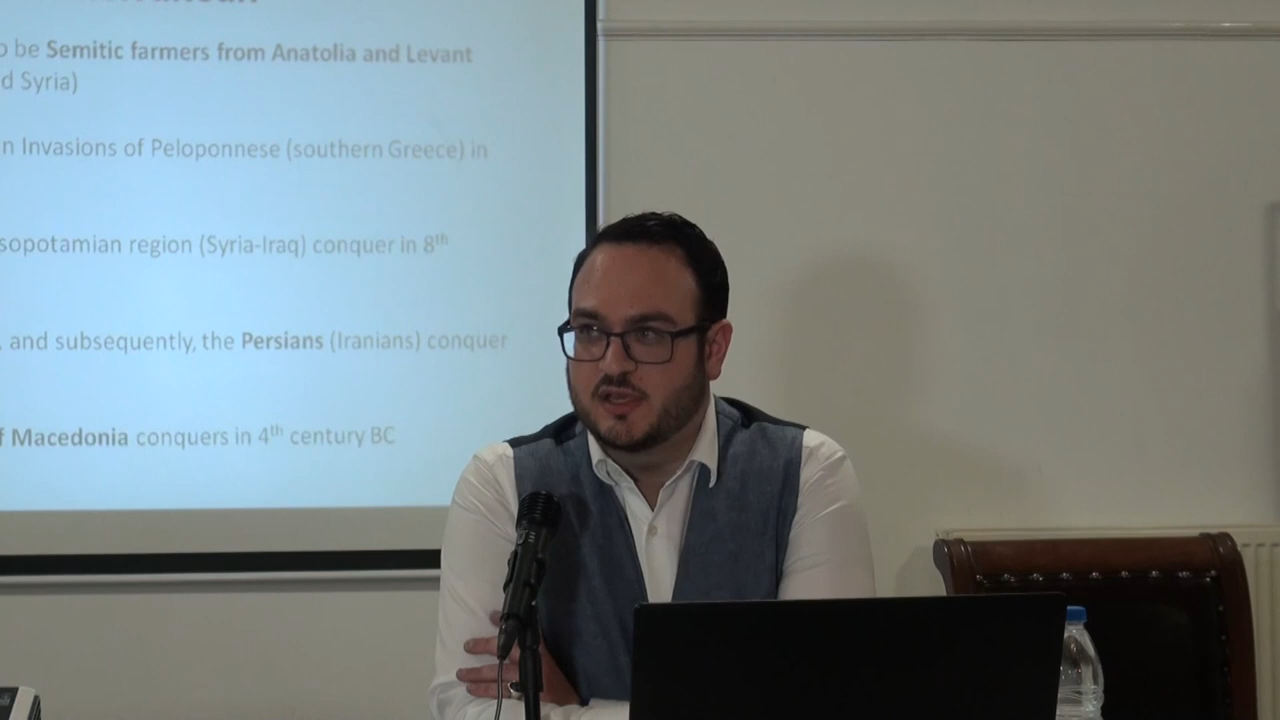 o be Semitic farmers from Anatolia and Levant
d Syria)
n Invasions of Peloponnese (southern Greece) in
sopotamian region (Syria-Iraq) conquer in 8th
, and subsequently, the Persians (Iranians) conquer
f Macedonia conquers in 4th century BC